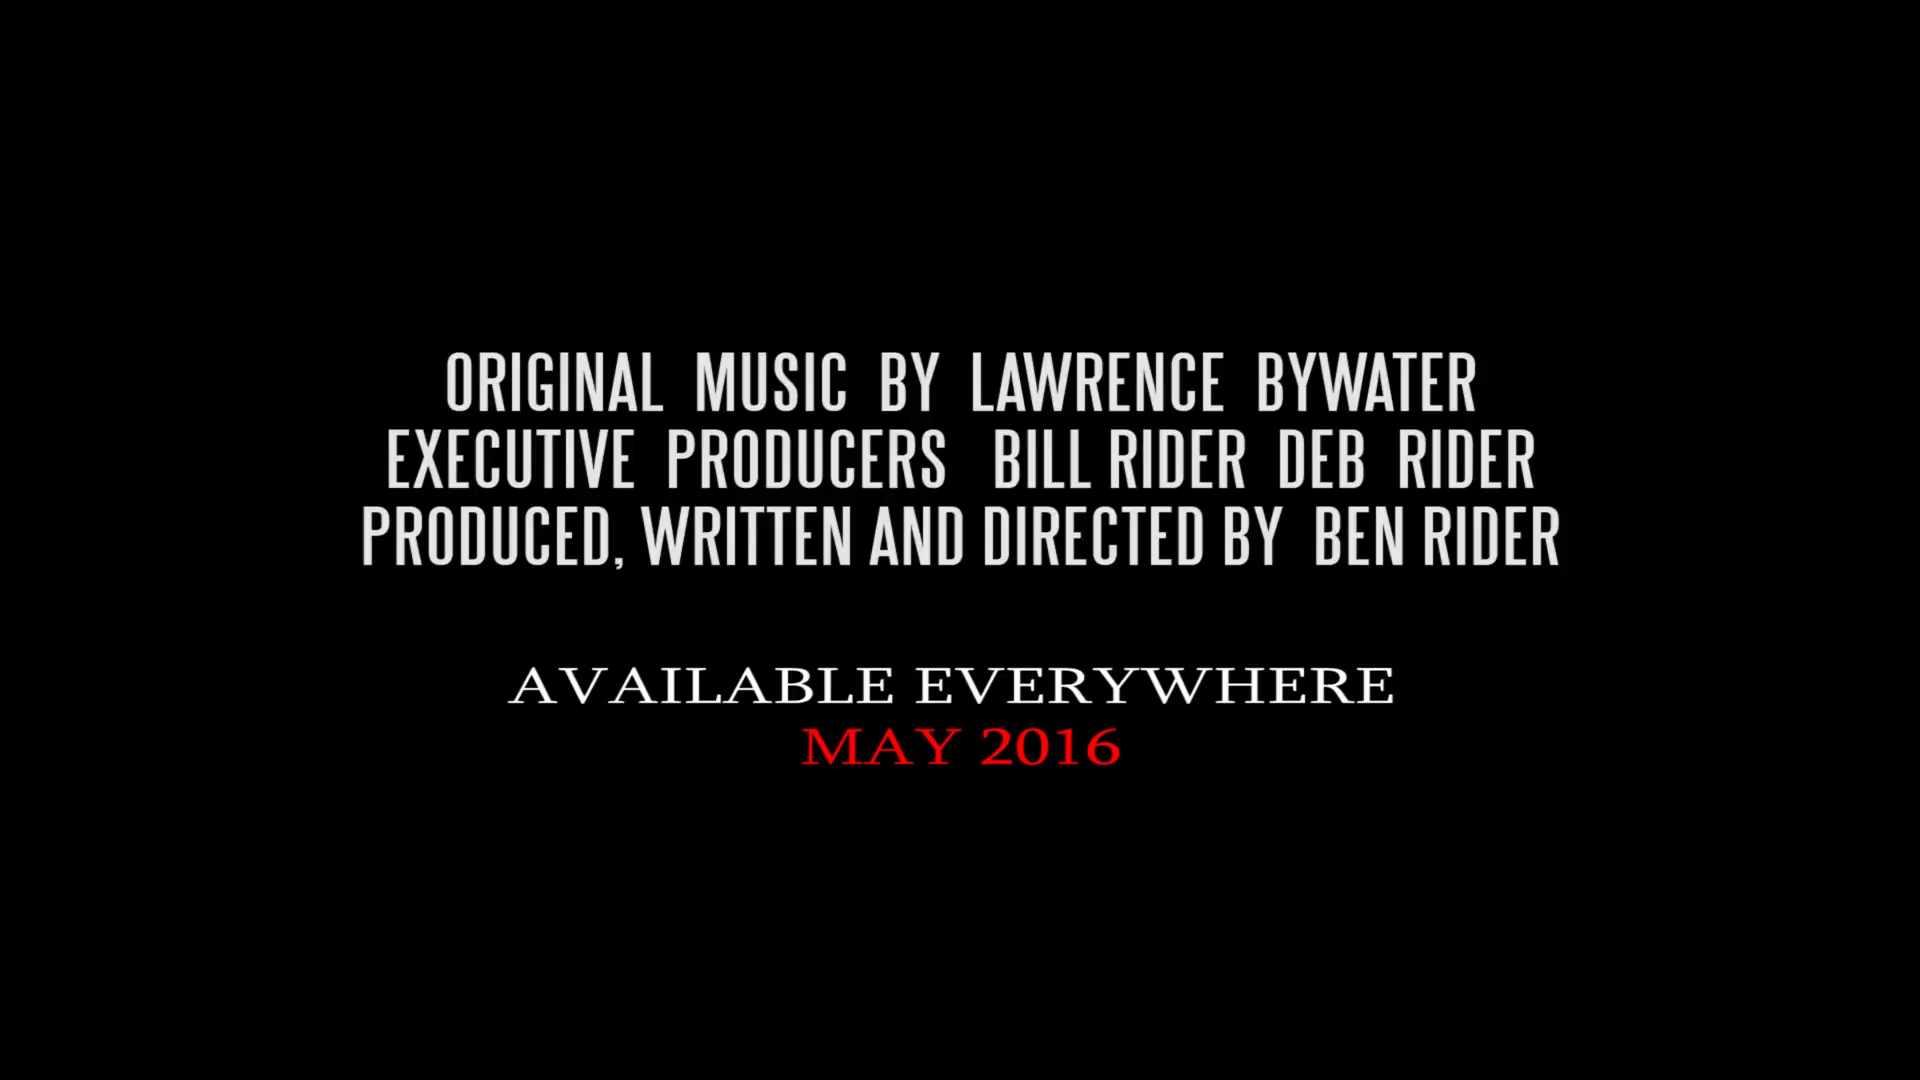 ORIGINAL MUSIC BY LAWRENCE BYWATER
EXECUTIVE PRODUCERS BILL RIDER DEB RIDER
PRODUCED, WRITTEN AND DIRECTED BY BEN RIDER
AVAILABLE EVERYWHERE
MAY 2016